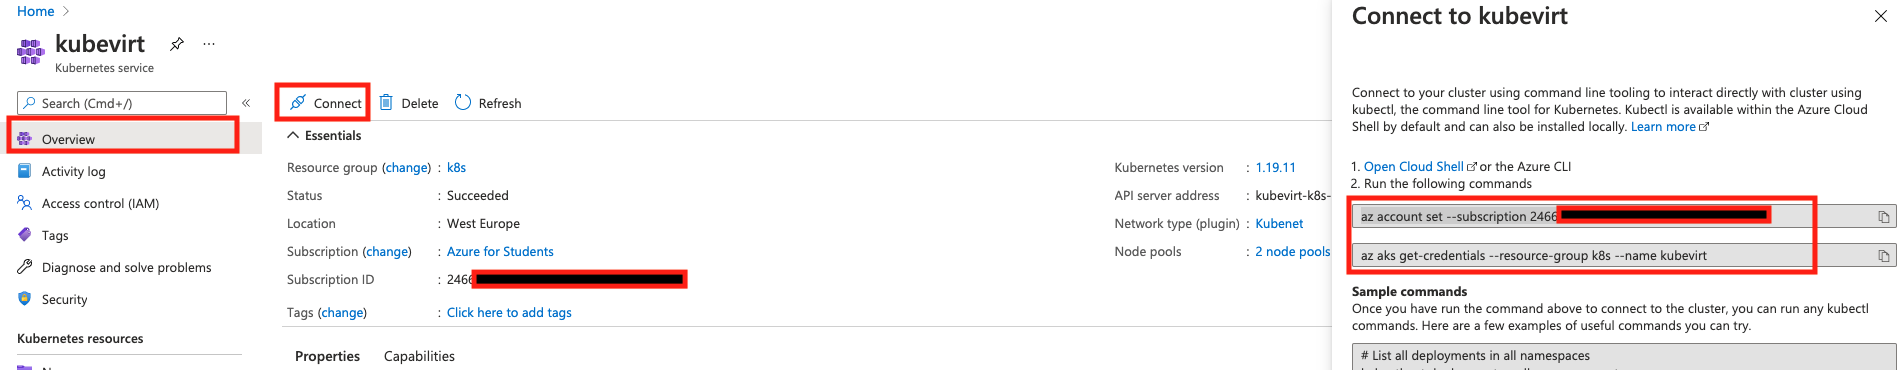 Home >
kubevirt
Kubernetes service
Search (Cmd+/)
«
Overview
Activity log
Access control (IAM)
Tags
Diagnose and solve problems
Security
Kubernetes resources
Connect
Delete
Refresh
Essentials
Resource group (change) : k8s
Status : Succeeded
Location : West Europe
Subscription (change) : Azure for Students
Subscription ID : 2466
Tags (change) : Click here to add tags
Kubernetes version : 1.19.11
API server address : kubevirt-k8s-
Network type (plugin) : Kubenet
Node pools : 2 node pools
Properties
Capabilities
Connect to kubevirt
Connect to your cluster using command line tooling to interact directly with cluster using
kubectl, the command line tool for Kubernetes. Kubectl is available within the Azure Cloud
Shell by default and can also be installed locally. Learn more
1. Open Cloud Shell or the Azure CLI
2. Run the following commands
az account set --subscription 2466
az aks get-credentials --resource-group k8s --name kubevirt
Sample commands
Once you have run the command above to connect to the cluster, you can run any kubectl
commands. Here are a few examples of useful commands you can try.
# List all deployments in all namespaces